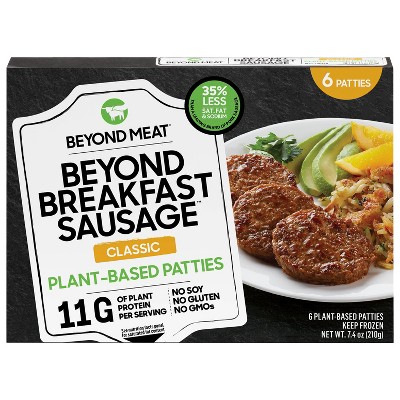 35%
LESS
SAT. FAT
& SODIUM
6 PATTIES
BEYOND MEAT®
BEYOND
BREAKFAST
SAUSAGE™
CLASSIC
PLANT-BASED PATTIES
11G OF PLANT
PROTEIN
PER SERVING
NO SOY
NO GLUTEN
NO GMOs
6 PLANT-BASED PATTIES
KEEP FROZEN
NET WT. 7.4 oz (210g)